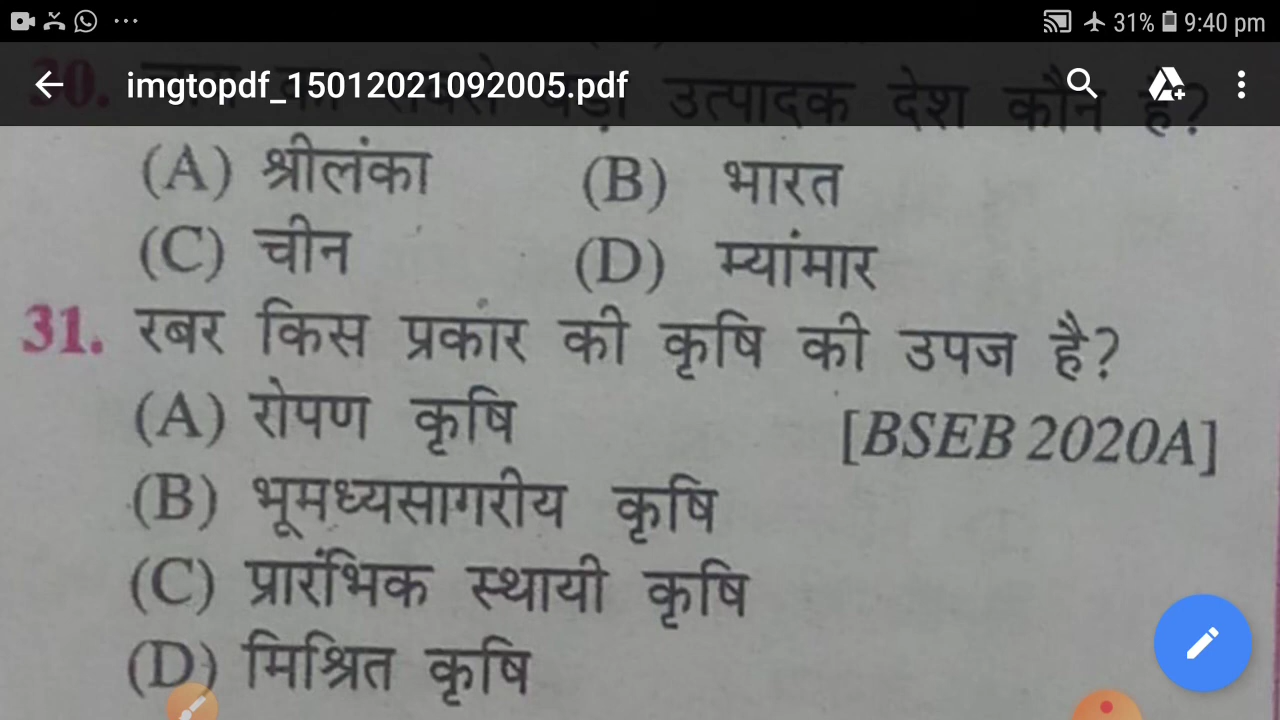 31% 9:40 pm
imgtopdf_15012021092005.pdf
30. उत्पादक देश कौन है?
(A) श्रीलंका (B) भारत
(C) चीन (D) म्यांमार
31. रबर किस प्रकार की कृषि की उपज है?
(A) रोपण कृषि [BSEB 2020A]
(B) भूमध्यसागरीय कृषि
(C) प्रारंभिक स्थायी कृषि
(D) मिश्रित कृषि